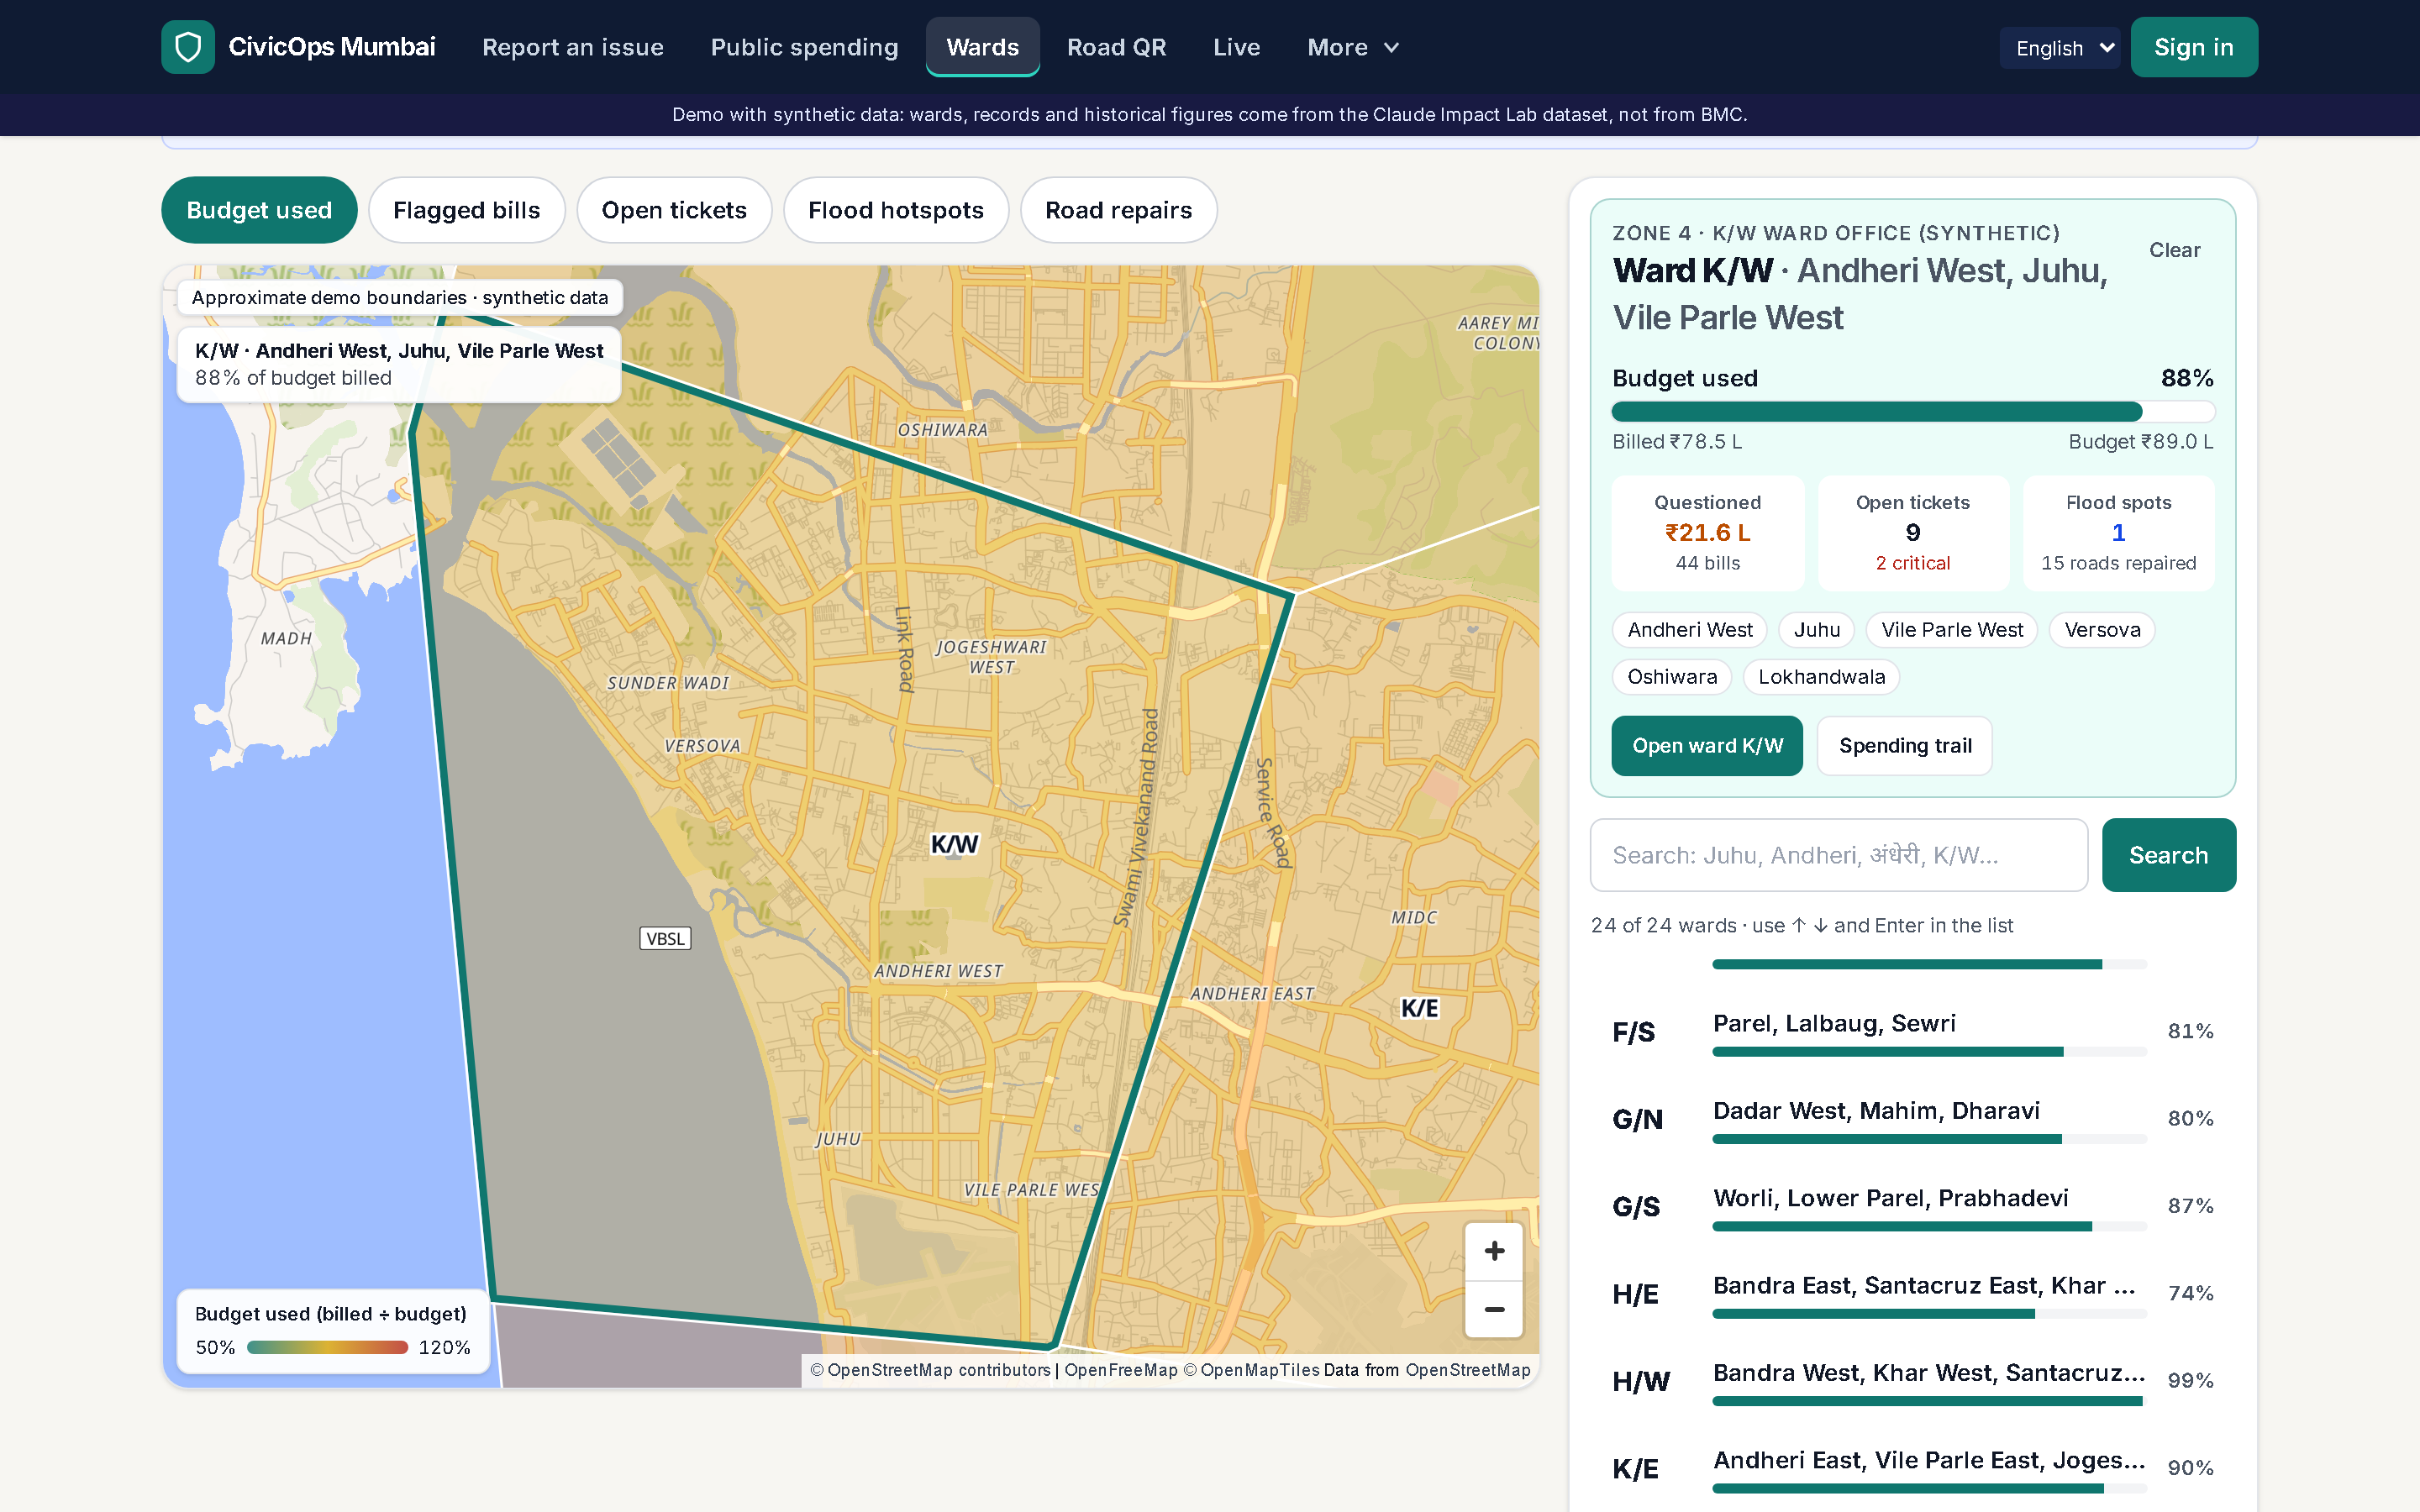 CivicOps Mumbai
Report an issue
Public spending
Wards
Road QR
Live
More
English
Sign in
Demo with synthetic data: wards, records and historical figures come from the Claude Impact Lab dataset, not from BMC.
Budget used
Flagged bills
Open tickets
Flood hotspots
Road repairs
Approximate demo boundaries · synthetic data
K/W · Andheri West, Juhu, Vile Parle West
88% of budget billed
AAREY MI
COLONY
OSHIWARA
MADH
Link Road
JOGESHWARI
WEST
SUNDER WADI
VERSOVA
Swami Vivekanand Road
Service Road
K/W
VBSL
MIDC
ANDHERI WEST
ANDHERI EAST
K/E
JUHU
VILE PARLE WES
+
−
Budget used (billed ÷ budget)
50%
120%
© OpenStreetMap contributors | OpenFreeMap © OpenMapTiles Data from OpenStreetMap
ZONE 4 · K/W WARD OFFICE (SYNTHETIC)
Clear
Ward K/W · Andheri West, Juhu,
Vile Parle West
Budget used 88%
Billed ₹78.5 L Budget ₹89.0 L
Questioned
₹21.6 L
44 bills
Open tickets
9
2 critical
Flood spots
1
15 roads repaired
Andheri West
Juhu
Vile Parle West
Versova
Oshiwara
Lokhandwala
Open ward K/W
Spending trail
Search: Juhu, Andheri, अंधेरी, K/W...
Search
24 of 24 wards · use ↑ ↓ and Enter in the list
F/S Parel, Lalbaug, Sewri 81%
G/N Dadar West, Mahim, Dharavi 80%
G/S Worli, Lower Parel, Prabhadevi 87%
H/E Bandra East, Santacruz East, Khar ... 74%
H/W Bandra West, Khar West, Santacruz... 99%
K/E Andheri East, Vile Parle East, Joges... 90%